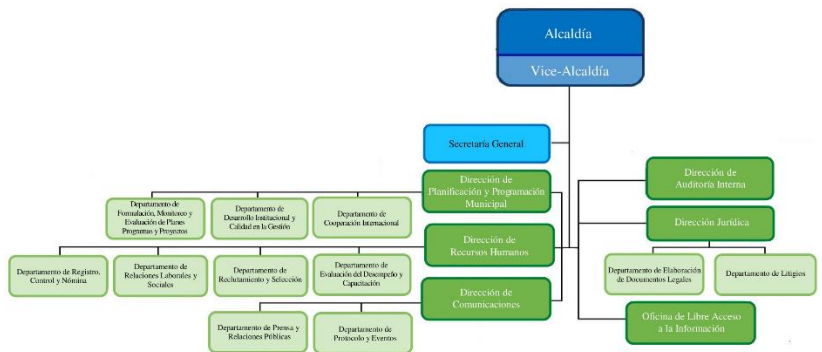 Alcaldía
Vice-Alcaldía
Secretaría General
Dirección de
Planificación y Programación
Municipal
Departamento de
Formulación, Monitoreo y
Evaluación de Planes
Programas y Proyectos
Departamento de
Desarrollo Institucional y
Calidad en la Gestión
Departamento de
Cooperación Internacional
Dirección de
Recursos Humanos
Departamento de Registro,
Control y Nómina
Departamento de
Relaciones Laborales y
Sociales
Departamento de
Reclutamiento y Selección
Departamento de
Evaluación del Desempeño y
Capacitación
Dirección de
Comunicaciones
Departamento de Prensa y
Relaciones Públicas
Departamento de
Protocolo y Eventos
Dirección de
Auditoría Interna
Dirección Jurídica
Departamento de Elaboración
de Documentos Legales
Departamento de Litigios
Oficina de Libre Acceso
a la Información